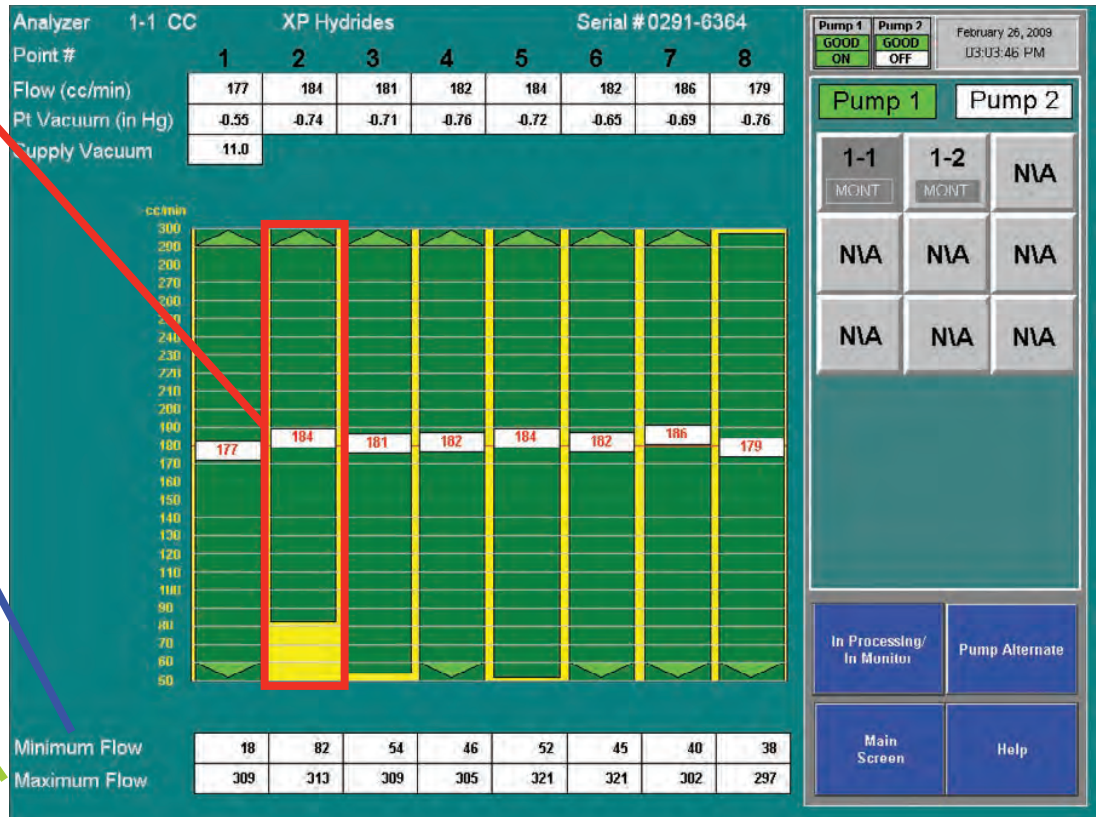 Analyzer 1-1 CC XP Hydrides Serial # 0291-6364
Point # 1 2 3 4 5 6 7 8
Flow (cc/min) 177 184 181 182 184 182 186 179
Pt Vacuum (in Hg) -0.55 -0.74 -0.71 -0.76 -0.72 -0.65 -0.69 -0.76
Supply Vacuum 11.0
cc/min
300
290
280
270
260
250
240
230
220
210
200
190
180
170
160
150
140
130
120
110
100
90
80
70
60
50
177 184 181 182 184 182 186 179
Minimum Flow 18 82 54 46 52 45 40 38
Maximum Flow 309 313 309 305 321 321 302 297
Pump 1 Pump 2
GOOD GOOD
ON OFF
February 26, 2009
03:03:46 PM
Pump 1 Pump 2
1-1 1-2 N\A
MONT MONT
N\A N\A N\A
N\A N\A N\A
In Processing/
In Monitor
Pump Alternate
Main
Screen
Help